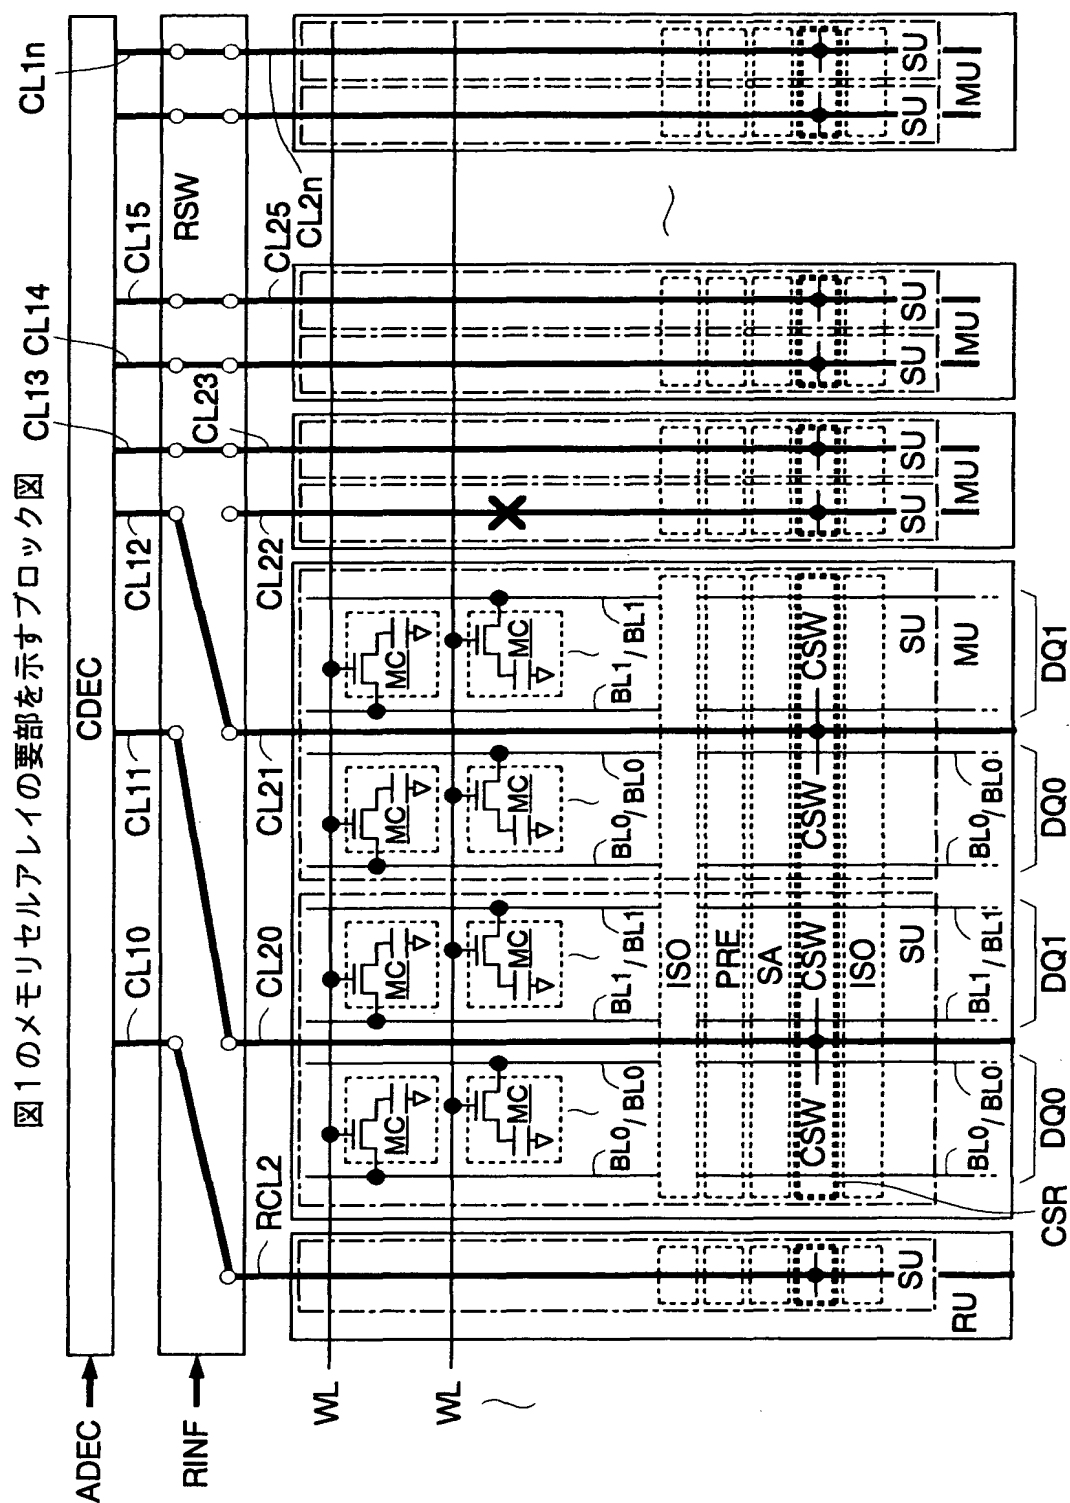 図1のメモリセルアレイの要部を示すブロック図
ADEC
CDEC
RINF
RSW
CL10
CL11
CL12
CL13
CL14
CL15
CL1n
RCL2
CL20
CL21
CL22
CL23
CL25
CL2n
WL
WL
MC
MC
MC
MC
MC
MC
MC
MC
BL0/BL0
BL1/BL1
BL0/BL0
BL1/BL1
ISO
PRE
SA
CSW
CSW
CSW
CSW
ISO
SU
SU
SU
SU
SU
SU
SU
SU
SU
RU
MU
MU
MU
MU
BL0/BL0
BL1/BL1
BL0/BL0
CSR
DQ0
DQ1
DQ0
DQ1